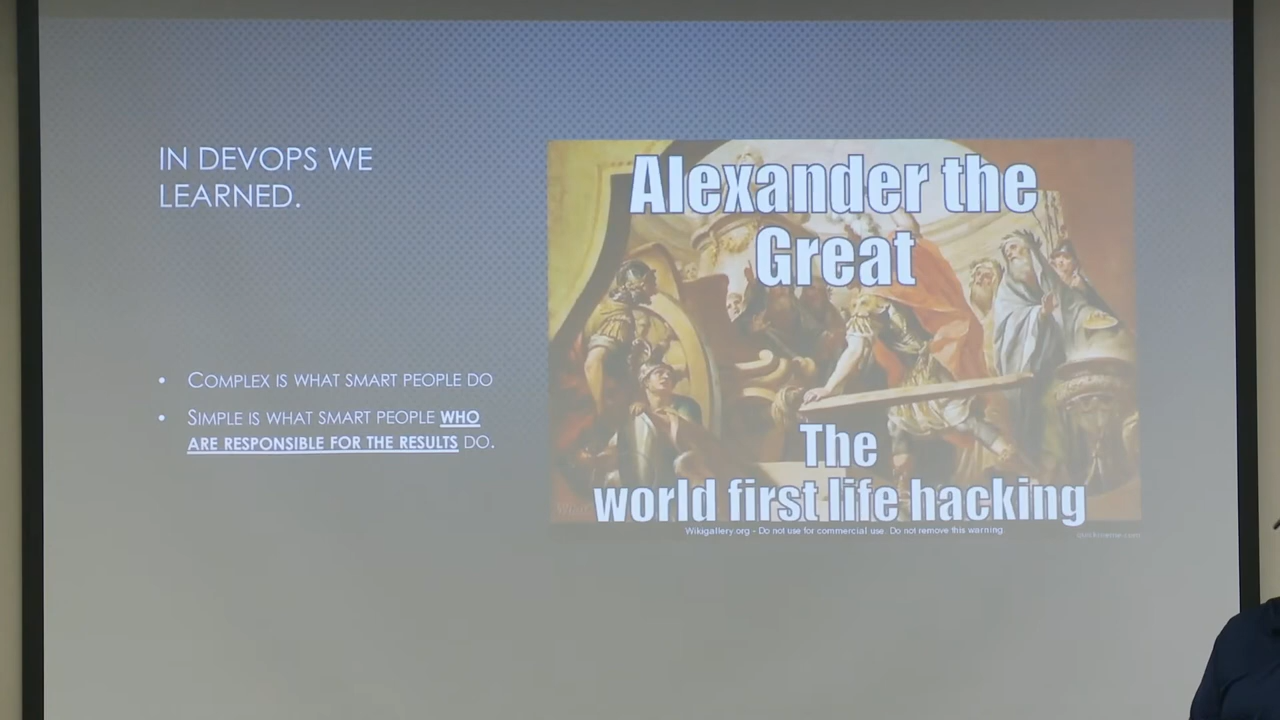 IN DEVOPS WE
LEARNED.
• COMPLEX IS WHAT SMART PEOPLE DO
• SIMPLE IS WHAT SMART PEOPLE WHO
ARE RESPONSIBLE FOR THE RESULTS DO.
Alexander the
Great
The
world first life hacking
Wikigallery.org - Do not use for commercial use. Do not remove this warning